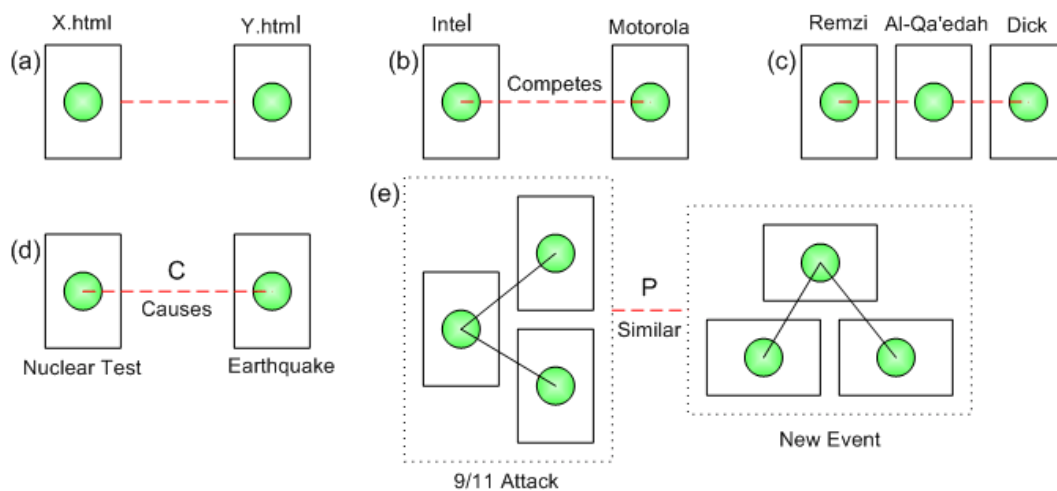 X.html
Y.html
Intel
Motorola
Remzi
Al-Qa'edah
Dick
(a)
(b)
Competes
(c)
(d)
C
Causes
Nuclear Test
Earthquake
(e)
P
Similar
New Event
9/11 Attack